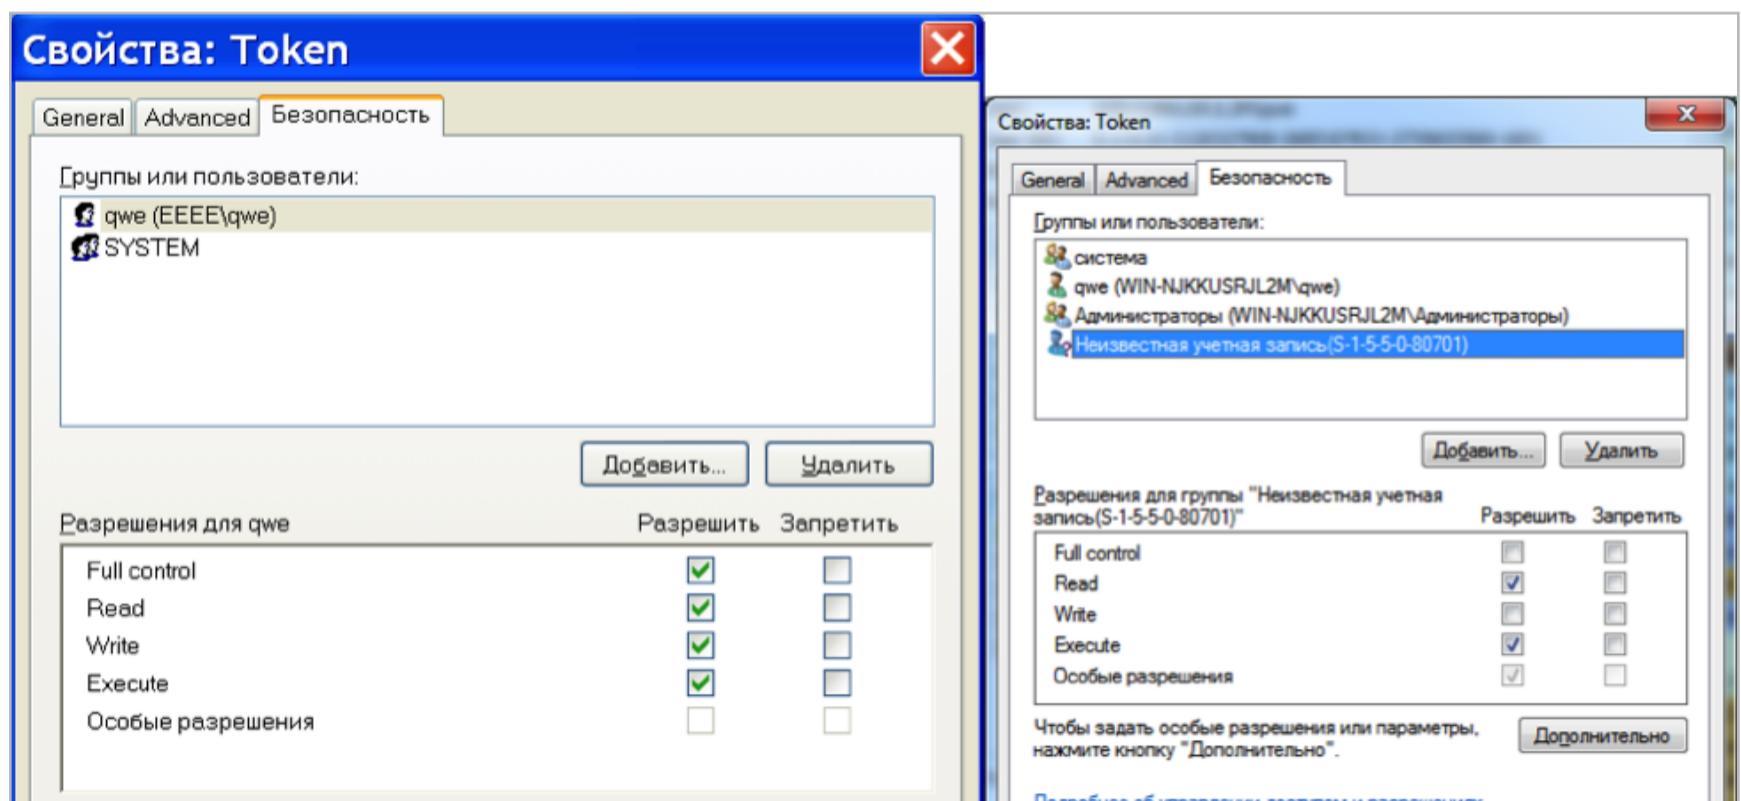 Свойства: Token
General
Advanced
Безопасность
Группы или пользователи:
qwe (EEEE\qwe)
SYSTEM
Добавить...
Удалить
Разрешения для qwe
Разрешить
Запретить
Full control
Read
Write
Execute
Особые разрешения
Свойства: Token
General
Advanced
Безопасность
Группы или пользователи:
система
qwe (WIN-NJKKUSRJL2M\qwe)
Администраторы (WIN-NJKKUSRJL2M\Администраторы)
Неизвестная учетная запись(S-1-5-5-0-80701)
Добавить...
Удалить
Разрешения для группы "Неизвестная учетная
запись(S-1-5-5-0-80701)"
Разрешить
Запретить
Full control
Read
Write
Execute
Особые разрешения
Чтобы задать особые разрешения или параметры,
нажмите кнопку "Дополнительно".
Дополнительно